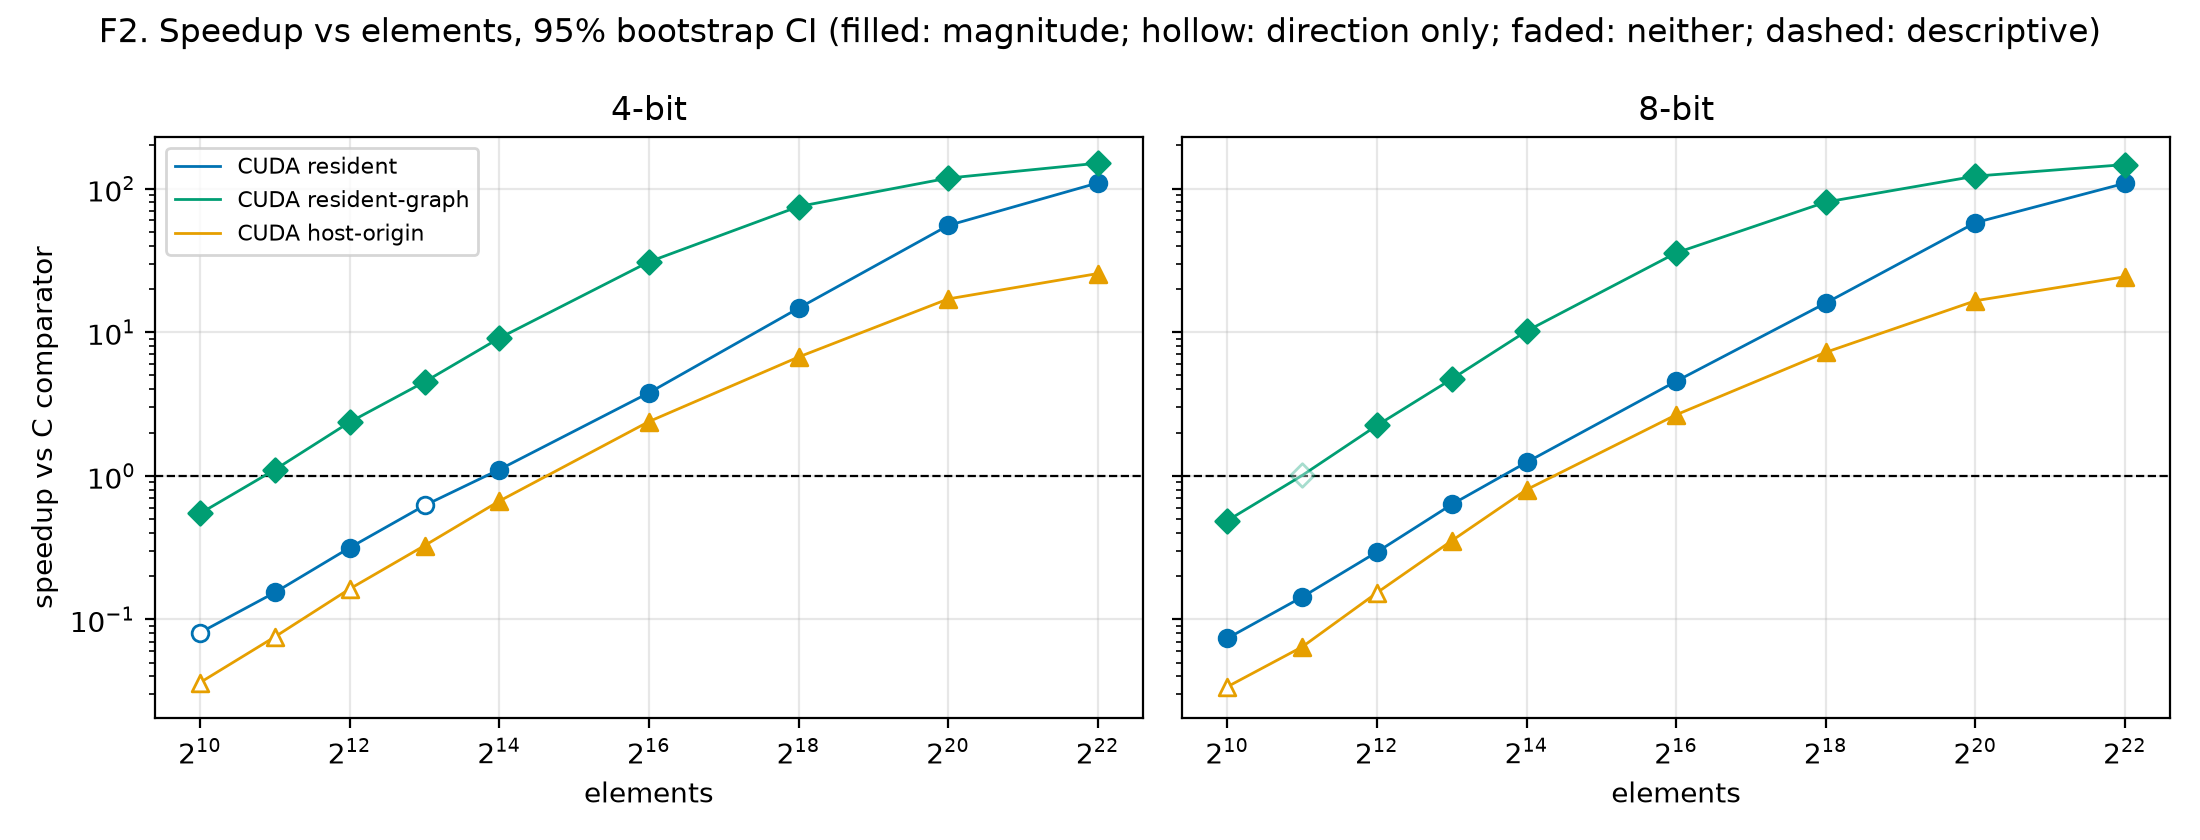 F2. Speedup vs elements, 95% bootstrap CI (filled: magnitude; hollow: direction only; faded: neither; dashed: descriptive)
4-bit
CUDA resident
CUDA resident-graph
CUDA host-origin
speedup vs C comparator
10²
10¹
10⁰
10⁻¹
2¹⁰ 2¹² 2¹⁴ 2¹⁶ 2¹⁸ 2²⁰ 2²²
elements
8-bit
2¹⁰ 2¹² 2¹⁴ 2¹⁶ 2¹⁸ 2²⁰ 2²²
elements